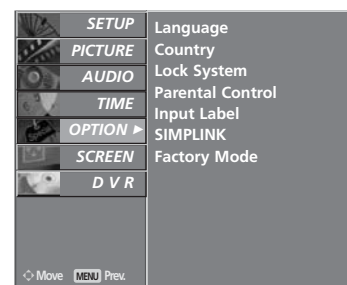 SETUP
PICTURE
AUDIO
TIME
OPTION ▶
SCREEN
D V R
Language
Country
Lock System
Parental Control
Input Label
SIMPLINK
Factory Mode
Move MENU Prev.